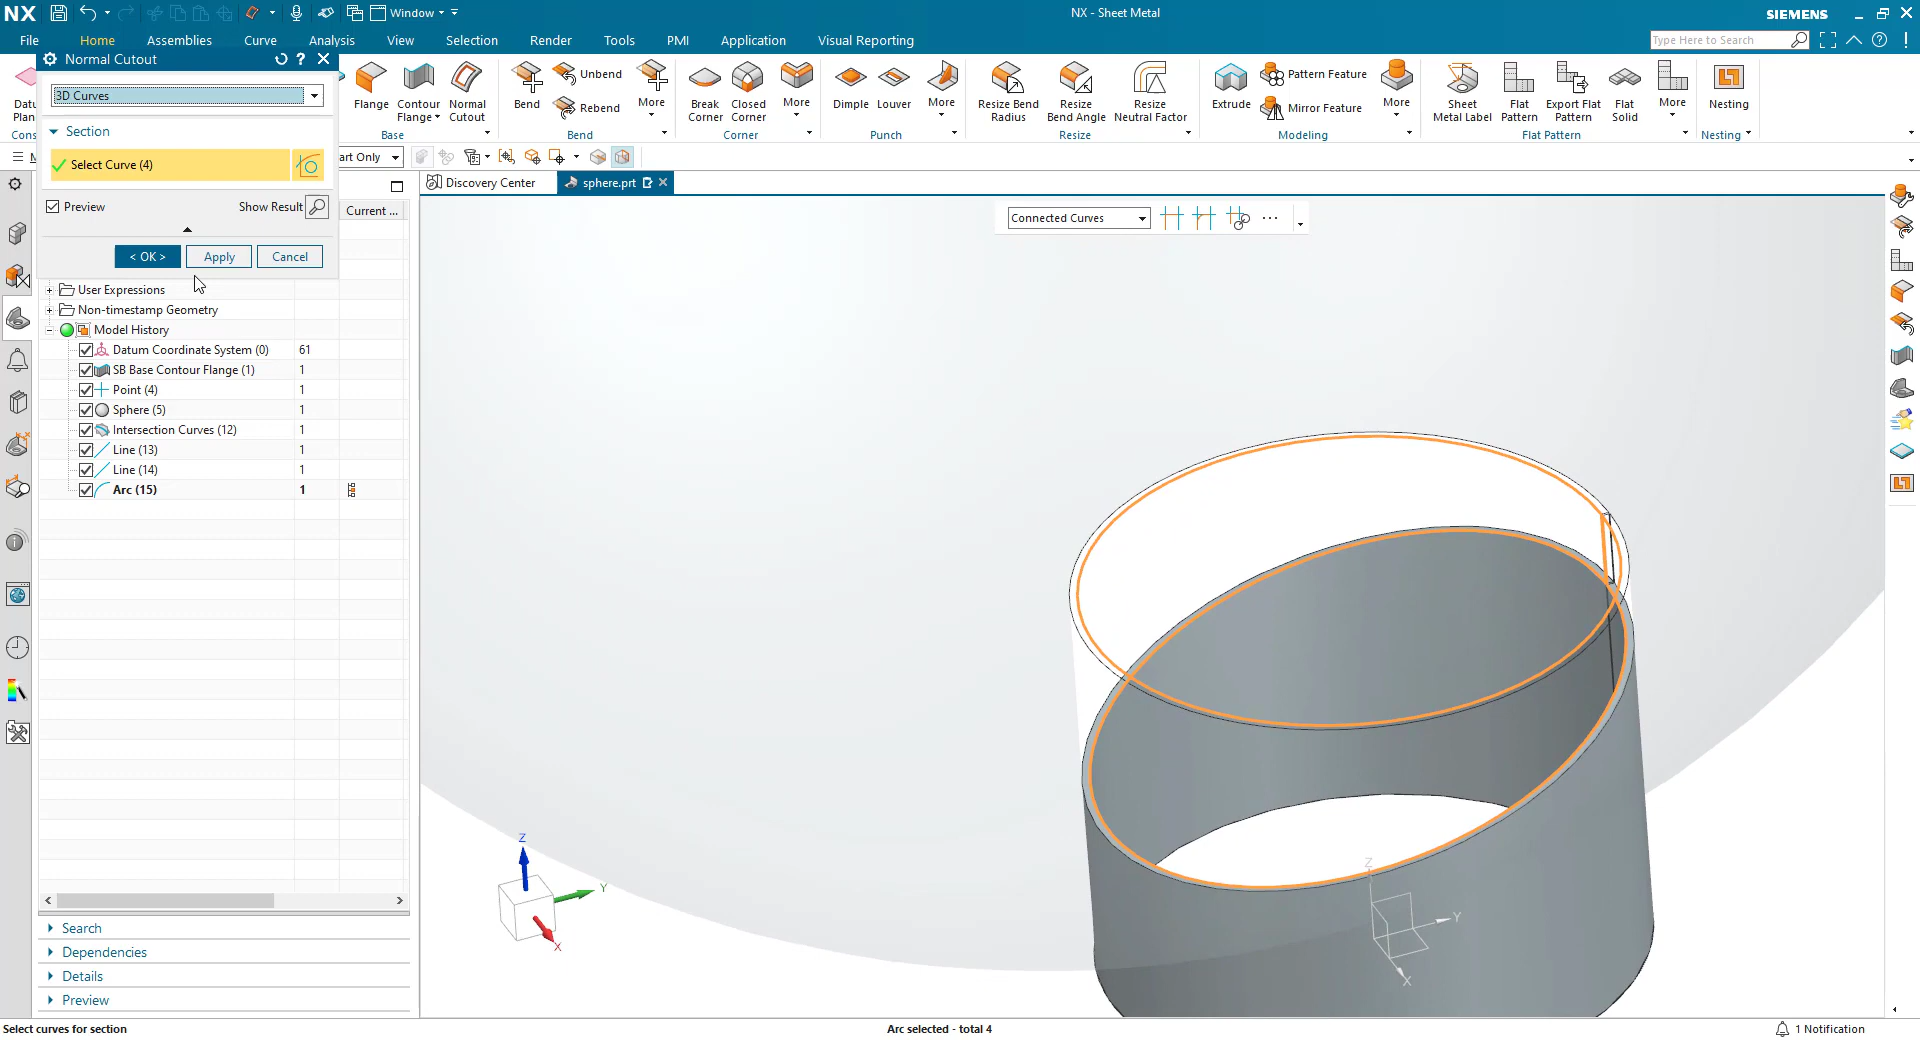 NX
Window
NX - Sheet Metal
SIEMENS
File
Home
Assemblies
Curve
Analysis
View
Selection
Render
Tools
PMI
Application
Visual Reporting
Type Here to Search
Normal Cutout
3D Curves
Section
Select Curve (4)
Preview
Show Result
< OK >
Apply
Cancel
Datu
Plan
Cons
Flange
Contour
Flange
Normal
Cutout
Base
Bend
Unbend
Rebend
More
Bend
Break
Corner
Closed
Corner
More
Corner
Dimple
Louver
More
Punch
Resize Bend
Radius
Resize
Bend Angle
Resize
Neutral Factor
Resize
Extrude
Pattern Feature
Mirror Feature
More
Modeling
Sheet
Metal Label
Flat
Pattern
Export Flat
Pattern
Flat
Solid
More
Flat Pattern
Nesting
Nesting
M
art Only
Discovery Center
sphere.prt
Current ...
Connected Curves
User Expressions
Non-timestamp Geometry
Model History
Datum Coordinate System (0) 61
SB Base Contour Flange (1) 1
Point (4) 1
Sphere (5) 1
Intersection Curves (12) 1
Line (13) 1
Line (14) 1
Arc (15) 1
Search
Dependencies
Details
Preview
Z
Y
X
Z
Y
X
Select curves for section
Arc selected - total 4
1 Notification